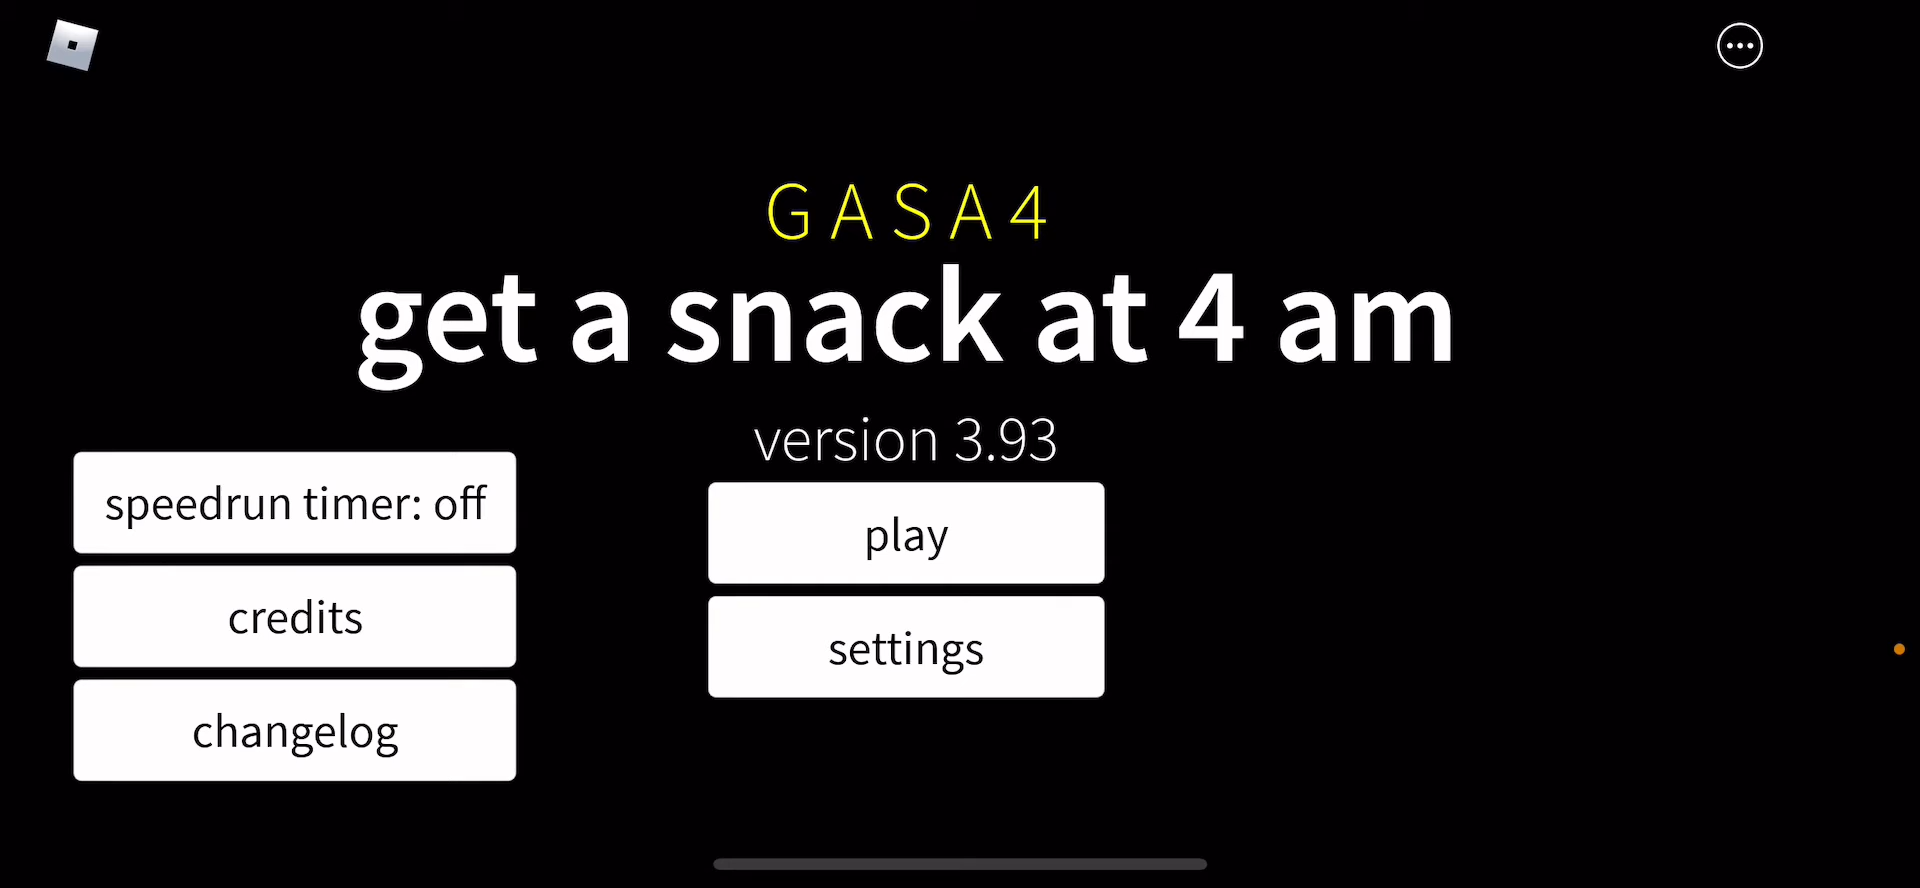 GASA4
get a snack at 4 am
version 3.93
speedrun timer: off
credits
changelog
play
settings